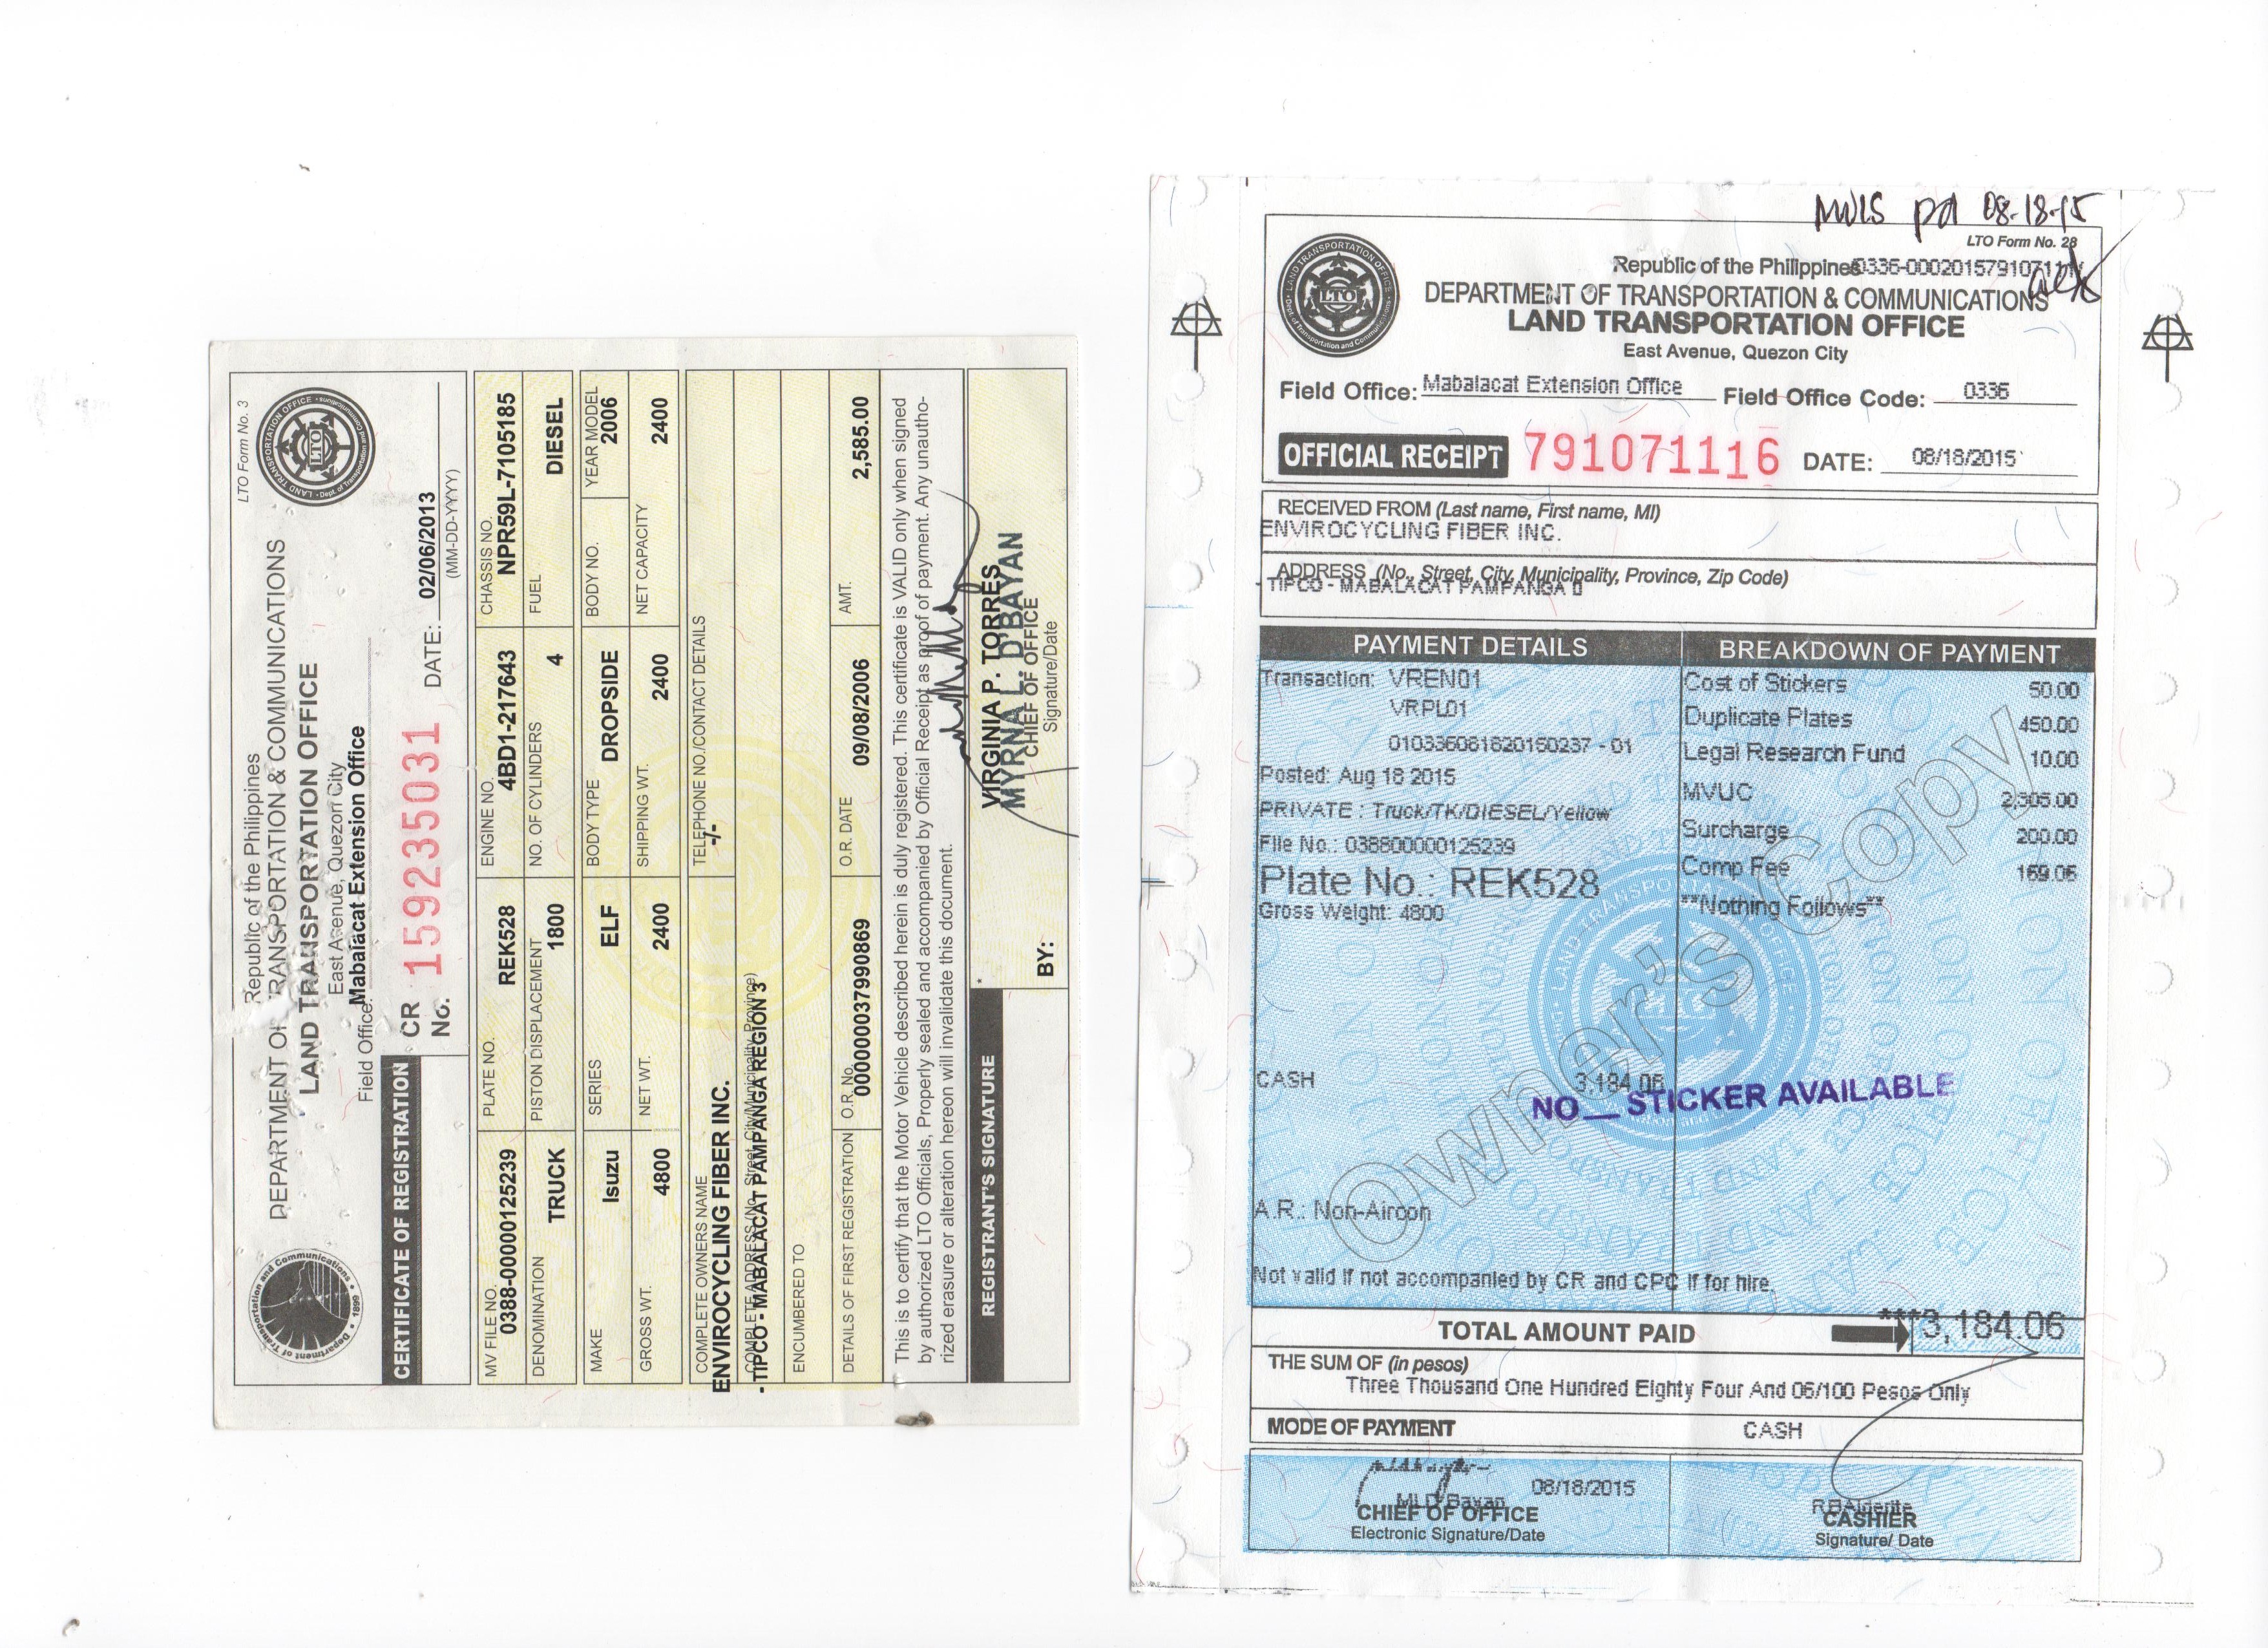 LTO Form No. 3
Republic of the Philippines
DEPARTMENT OF TRANSPORTATION & COMMUNICATIONS
LAND TRANSPORTATION OFFICE
East Avenue, Quezon City
Field Office: Mabalacat Extension Office
CERTIFICATE OF REGISTRATION
CR No. 159235031
DATE: 02/06/2013
(MM-DD-YYYY)
MV FILE NO. PLATE NO. ENGINE NO. CHASSIS NO.
0388-00000125239 REK528 4BD1-217643 NPR59L-7105185
DENOMINATION PISTON DISPLACEMENT NO. OF CYLINDERS FUEL
TRUCK 1800 4 DIESEL
MAKE SERIES BODY TYPE BODY NO. YEAR MODEL
Isuzu ELF DROPSIDE 2006
GROSS WT. NET WT. SHIPPING WT. NET CAPACITY
4800 2400 2400 2400
COMPLETE OWNERS NAME TELEPHONE NO./CONTACT DETAILS
ENVIROCYCLING FIBER INC. -/-
COMPLETE ADDRESS (No. Street, City/Municipality, Province)
- TIPCO - MABALACAT PAMPANGA REGION 3
ENCUMBERED TO
DETAILS OF FIRST REGISTRATION O.R. No. O.R. DATE AMT.
0000000379908​69 09/08/2006 2,585.00
This is to certify that the Motor Vehicle described herein is duly registered. This certificate is VALID only when signed
by authorized LTO Officials, Properly sealed and accompanied by Official Receipt as proof of payment. Any unautho-
rized erasure or alteration hereon will invalidate this document.
REGISTRANT'S SIGNATURE
*
VIRGINIA P. TORRES
MYRNA L. D'BAYAN
BY:
CHIEF OF OFFICE
Signature/Date
MVIS pd 08-18-15
LTO Form No. 28
Republic of the Philippines
DEPARTMENT OF TRANSPORTATION & COMMUNICATIONS
LAND TRANSPORTATION OFFICE
East Avenue, Quezon City
Field Office: Mabalacat Extension Office Field Office Code: 0336
OFFICIAL RECEIPT 791071116 DATE: 08/18/2015
RECEIVED FROM (Last name, First name, MI)
ENVIROCYCLING FIBER INC.
ADDRESS (No., Street, City, Municipality, Province, Zip Code)
- TIPCO - MABALACAT PAMPANGA
PAYMENT DETAILS
Transaction: VREN01
VRPL01
010336081820150237 - 01
Posted: Aug 18 2015
PRIVATE : Truck/TK/DIESEL/Yellow
File No.: 038800000125239
Plate No.: REK528
Gross Weight: 4800
CASH 3,184.06
A.R.: Non-Aircon
Not valid if not accompanied by CR and CPC if for hire.
BREAKDOWN OF PAYMENT
Cost of Stickers 50.00
Duplicate Plates 450.00
Legal Research Fund 10.00
MVUC 2,305.00
Surcharge 200.00
Comp Fee 169.06
**Nothing Follows**
Owner's Copy
NO__ STICKER AVAILABLE
TOTAL AMOUNT PAID ***3,184.06
THE SUM OF (in pesos)
Three Thousand One Hundred Eighty Four And 06/100 Pesos Only
MODE OF PAYMENT CASH
08/18/2015
MLD'Bayan
CHIEF OF OFFICE
Electronic Signature/Date
CASHIER
Signature/ Date